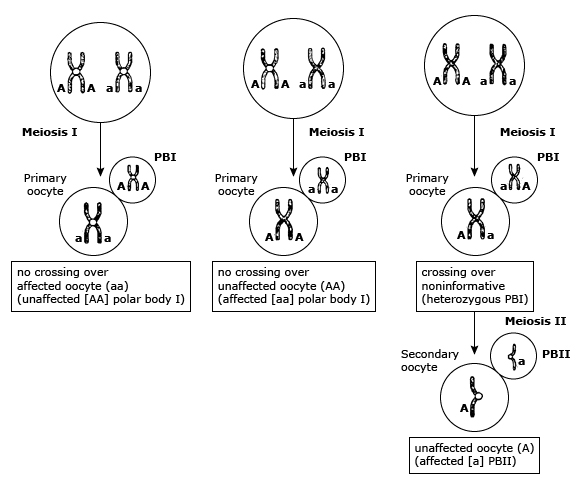 A A a a
Meiosis I
PBI
Primary
oocyte
A A
a a
no crossing over
affected oocyte (aa)
(unaffected [AA] polar body I)
A A a a
Meiosis I
PBI
Primary
oocyte
a a
A A
no crossing over
unaffected oocyte (AA)
(affected [aa] polar body I)
A A a a
Meiosis I
PBI
Primary
oocyte
a A
A a
crossing over
noninformative
(heterozygous PBI)
Meiosis II
Secondary
oocyte
PBII
a
A
unaffected oocyte (A)
(affected [a] PBII)